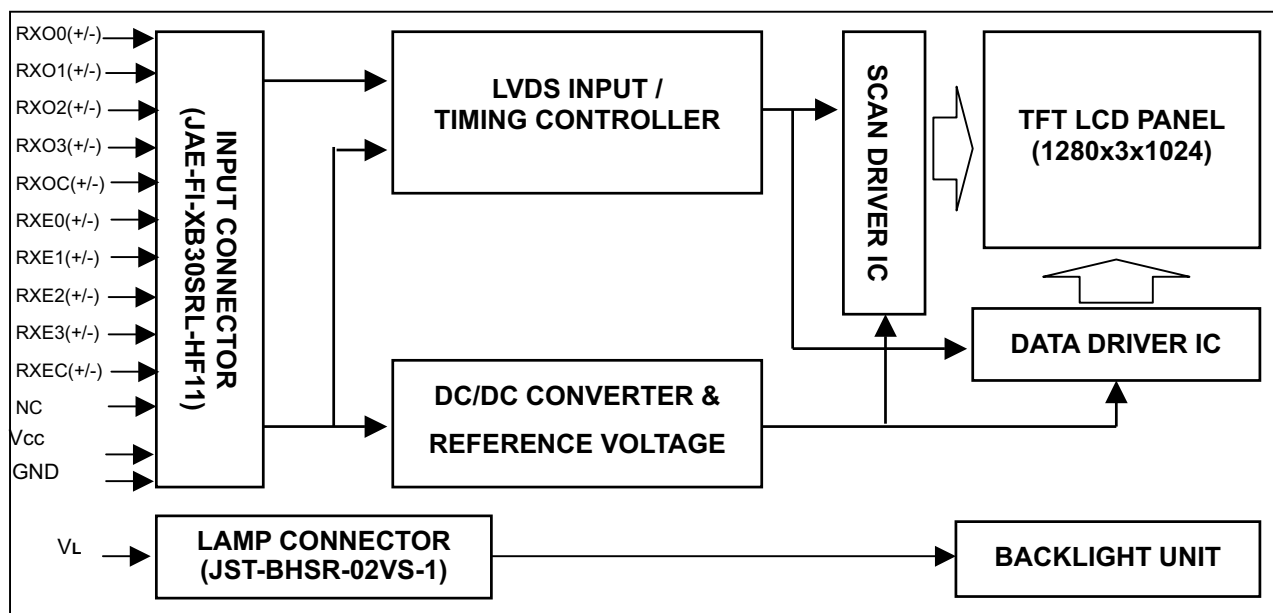 RXO0(+/-)
RXO1(+/-)
RXO2(+/-)
RXO3(+/-)
RXOC(+/-)
RXE0(+/-)
RXE1(+/-)
RXE2(+/-)
RXE3(+/-)
RXEC(+/-)
NC
Vcc
GND
INPUT CONNECTOR
(JAE-FI-XB30SRL-HF11)
LVDS INPUT /
TIMING CONTROLLER
SCAN DRIVER IC
TFT LCD PANEL
(1280x3x1024)
DATA DRIVER IC
DC/DC CONVERTER &
REFERENCE VOLTAGE
VL
LAMP CONNECTOR
(JST-BHSR-02VS-1)
BACKLIGHT UNIT